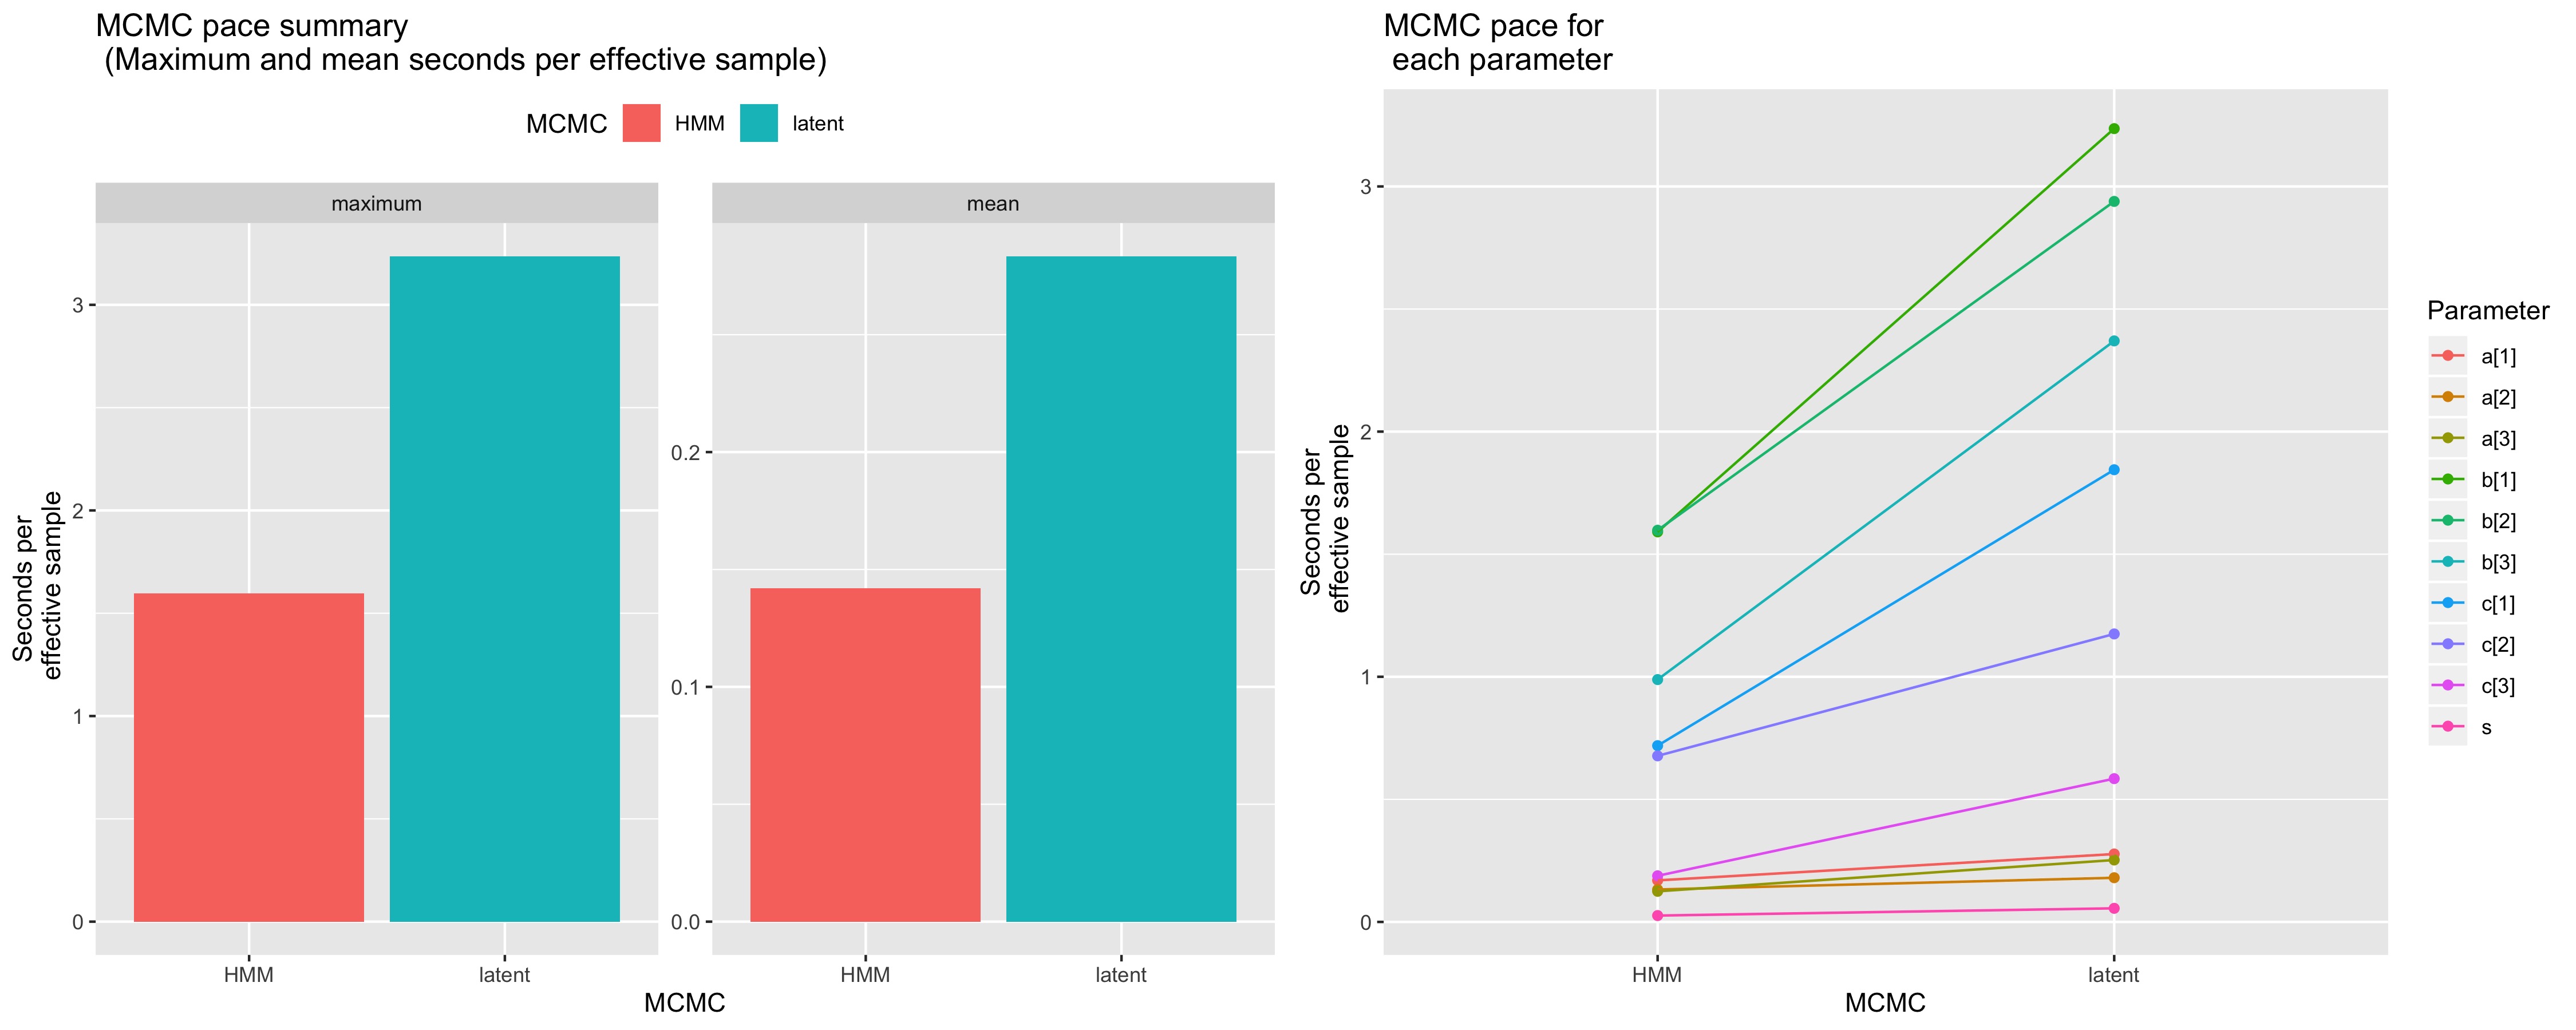 MCMC pace summary
(Maximum and mean seconds per effective sample)
MCMC HMM latent
maximum
mean
Seconds per
effective sample
3
2
1
0
0.2
0.1
0.0
HMM latent
HMM latent
MCMC
MCMC pace for
each parameter
Seconds per
effective sample
3
2
1
0
HMM latent
MCMC
Parameter
a[1]
a[2]
a[3]
b[1]
b[2]
b[3]
c[1]
c[2]
c[3]
s